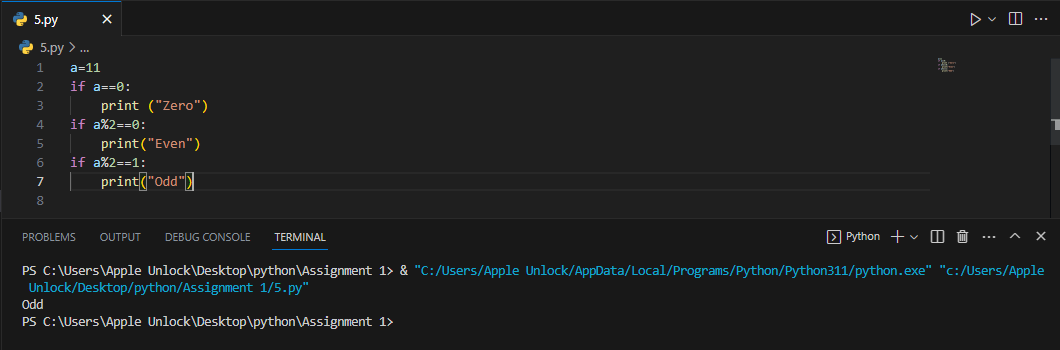 5.py
5.py > ...
1 a=11
2 if a==0:
3     print ("Zero")
4 if a%2==0:
5     print("Even")
6 if a%2==1:
7     print("Odd")
8
PROBLEMS OUTPUT DEBUG CONSOLE TERMINAL Python
PS C:\Users\Apple Unlock\Desktop\python\Assignment 1> & "C:/Users/Apple Unlock/AppData/Local/Programs/Python/Python311/python.exe" "c:/Users/Apple
Unlock/Desktop/python/Assignment 1/5.py"
Odd
PS C:\Users\Apple Unlock\Desktop\python\Assignment 1>